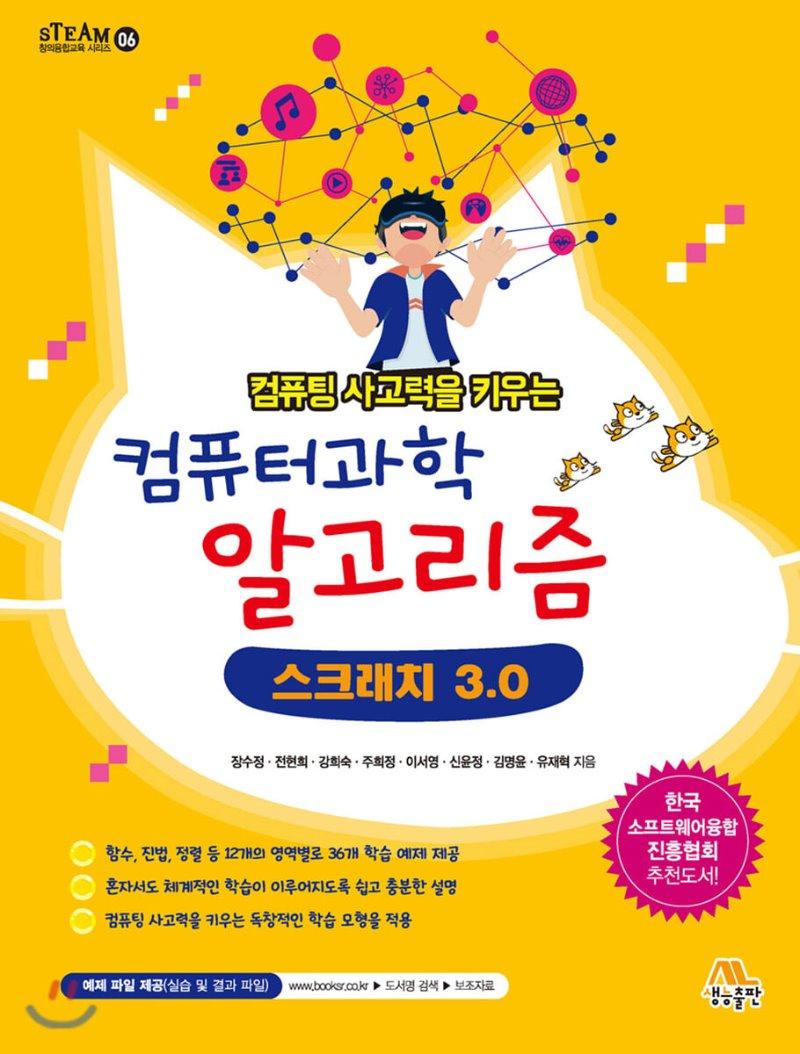 STEAM
창의융합교육 시리즈 06
컴퓨팅 사고력을 키우는
컴퓨터과학
알고리즘
스크래치 3.0
장수정 · 전현희 · 강희숙 · 주희정 · 이서영 · 신윤정 · 김명윤 · 유재혁 지음
한국
소프트웨어융합
진흥협회
추천도서!
함수, 진법, 정렬 등 12개의 영역별로 36개 학습 예제 제공
혼자서도 체계적인 학습이 이루어지도록 쉽고 충분한 설명
컴퓨팅 사고력을 키우는 독창적인 학습 모형을 적용
예제 파일 제공(실습 및 결과 파일) www.booksr.co.kr ▶ 도서명 검색 ▶ 보조자료
생능출판